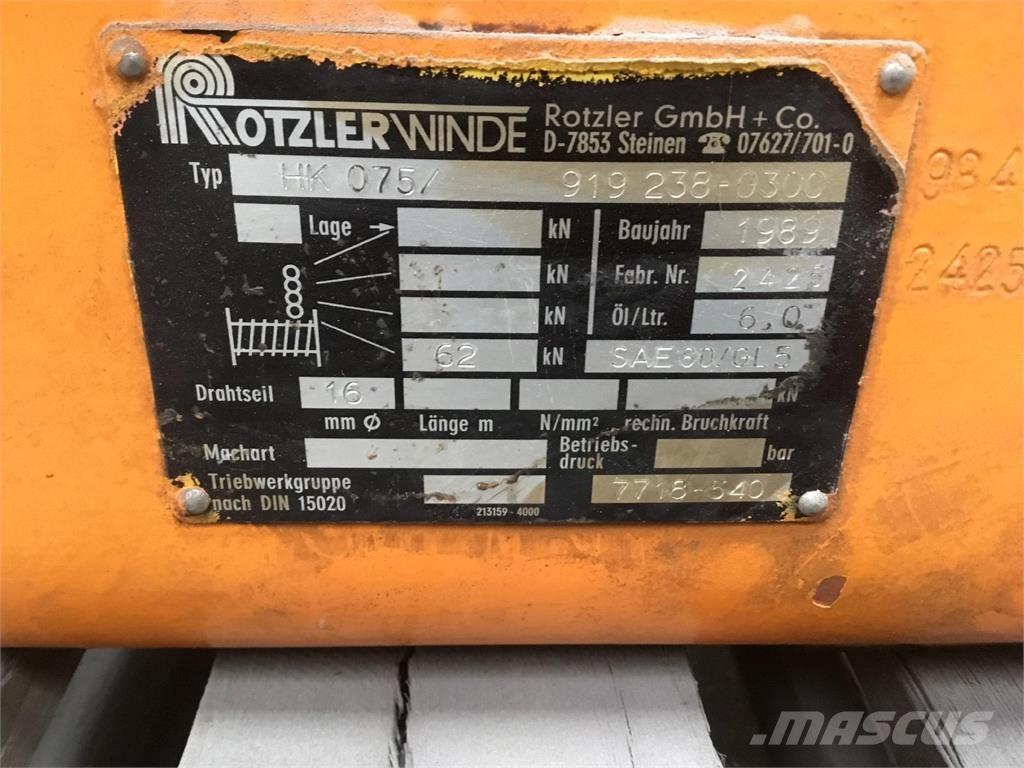 ROTZLER WINDE Rotzler GmbH + Co.
D-7853 Steinen ☎ 07627/701-0
Typ HK 075/ 919 238-0300
Lage → kN Baujahr 1989
kN Fabr. Nr. 2425
kN Öl/Ltr. 6,0
62 kN SAE 80/GL5
Drahtseil 16 kN
mm Ø Länge m N/mm² rechn. Bruchkraft
Machart Betriebs-
druck bar
Triebwerkgruppe
nach DIN 15020 7718-540
213159-4000
984
2425
MASCUS